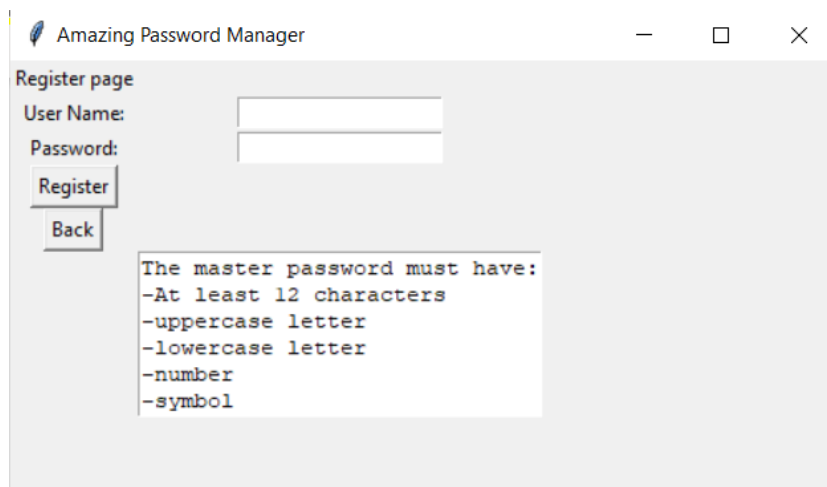 Amazing Password Manager
Register page
User Name:
Password:
Register
Back
The master password must have:
-At least 12 characters
-uppercase letter
-lowercase letter
-number
-symbol